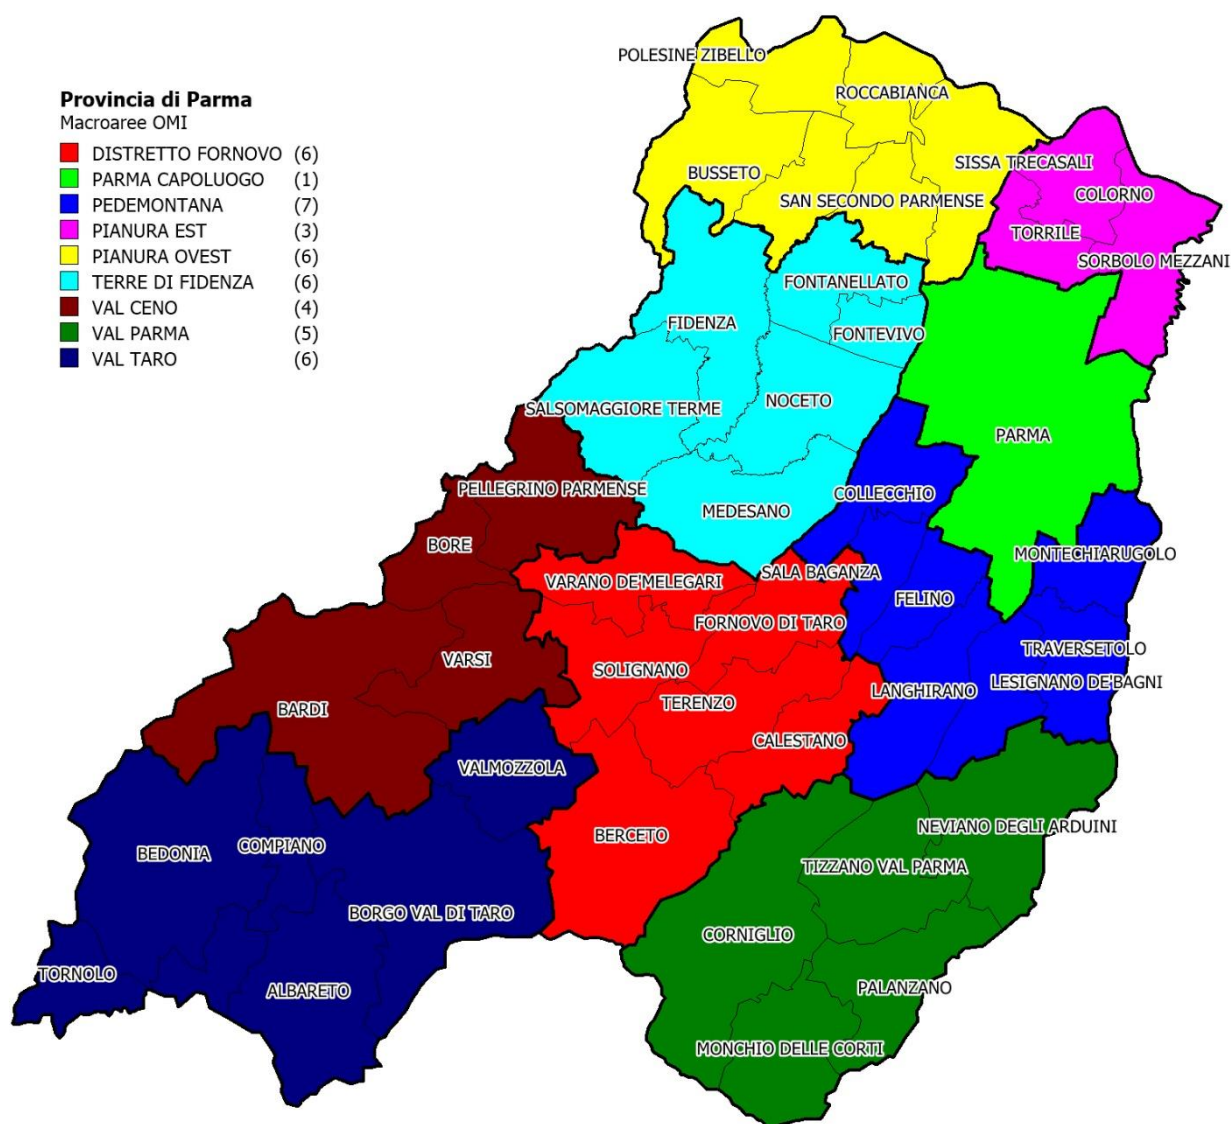 Provincia di Parma
Macroaree OMI
DISTRETTO FORNOVO (6)
PARMA CAPOLUOGO (1)
PEDEMONTANA (7)
PIANURA EST (3)
PIANURA OVEST (6)
TERRE DI FIDENZA (6)
VAL CENO (4)
VAL PARMA (5)
VAL TARO (6)
POLESINE ZIBELLO
ROCCABIANCA
BUSSETO
SISSA TRECASALI
SAN SECONDO PARMENSE
COLORNO
TORRILE
SORBOLO MEZZANI
FONTANELLATO
FIDENZA
FONTEVIVO
SALSOMAGGIORE TERME
NOCETO
PARMA
PELLEGRINO PARMENSE
MEDESANO
COLLECCHIO
BORE
MONTECHIARUGOLO
VARANO DE'MELEGARI
SALA BAGANZA
FELINO
FORNOVO DI TARO
TRAVERSETOLO
VARSI
SOLIGNANO
LESIGNANO DE'BAGNI
LANGHIRANO
TERENZO
BARDI
CALESTANO
VALMOZZOLA
NEVIANO DEGLI ARDUINI
BERCETO
COMPIANO
BEDONIA
TIZZANO VAL PARMA
BORGO VAL DI TARO
CORNIGLIO
TORNOLO
ALBARETO
PALANZANO
MONCHIO DELLE CORTI